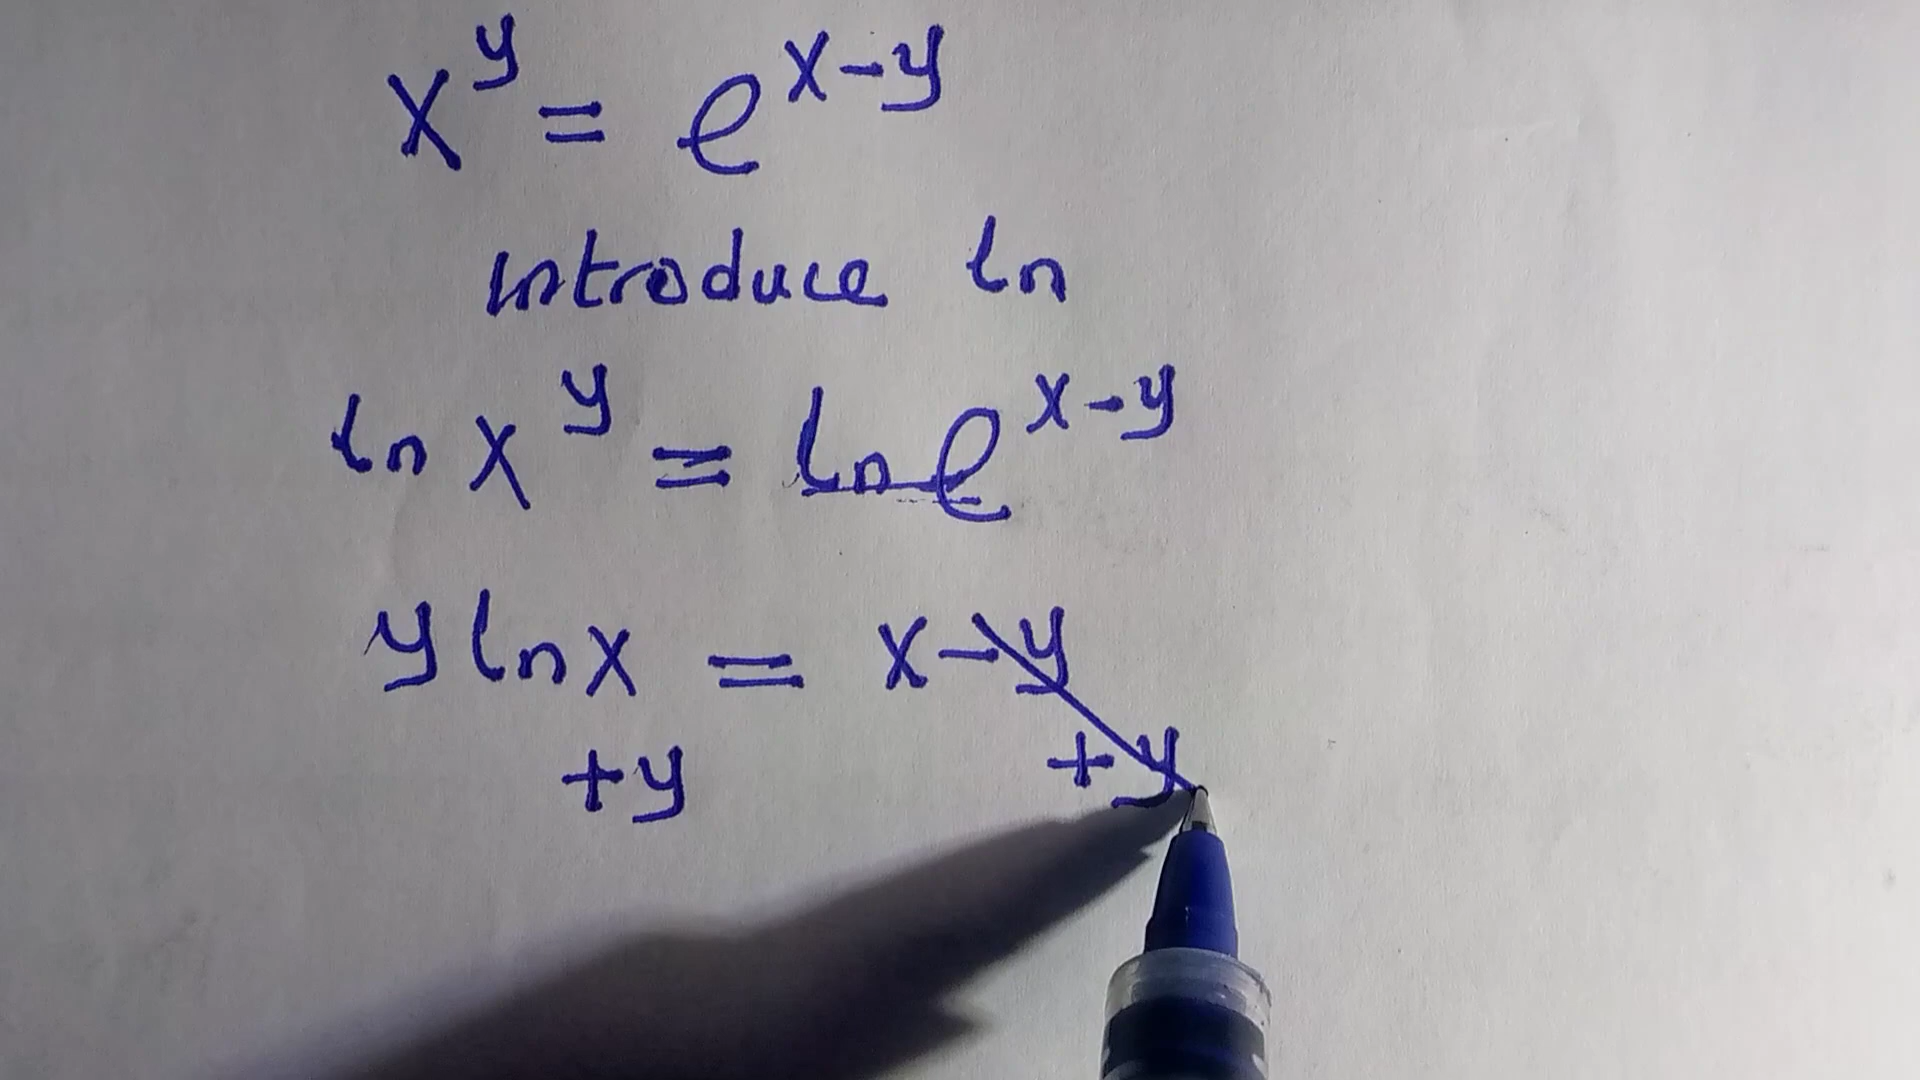 x^y = e^{x-y}
introduce ln
ln x^y = ln e^{x-y}
y ln x = x - y
+y +y